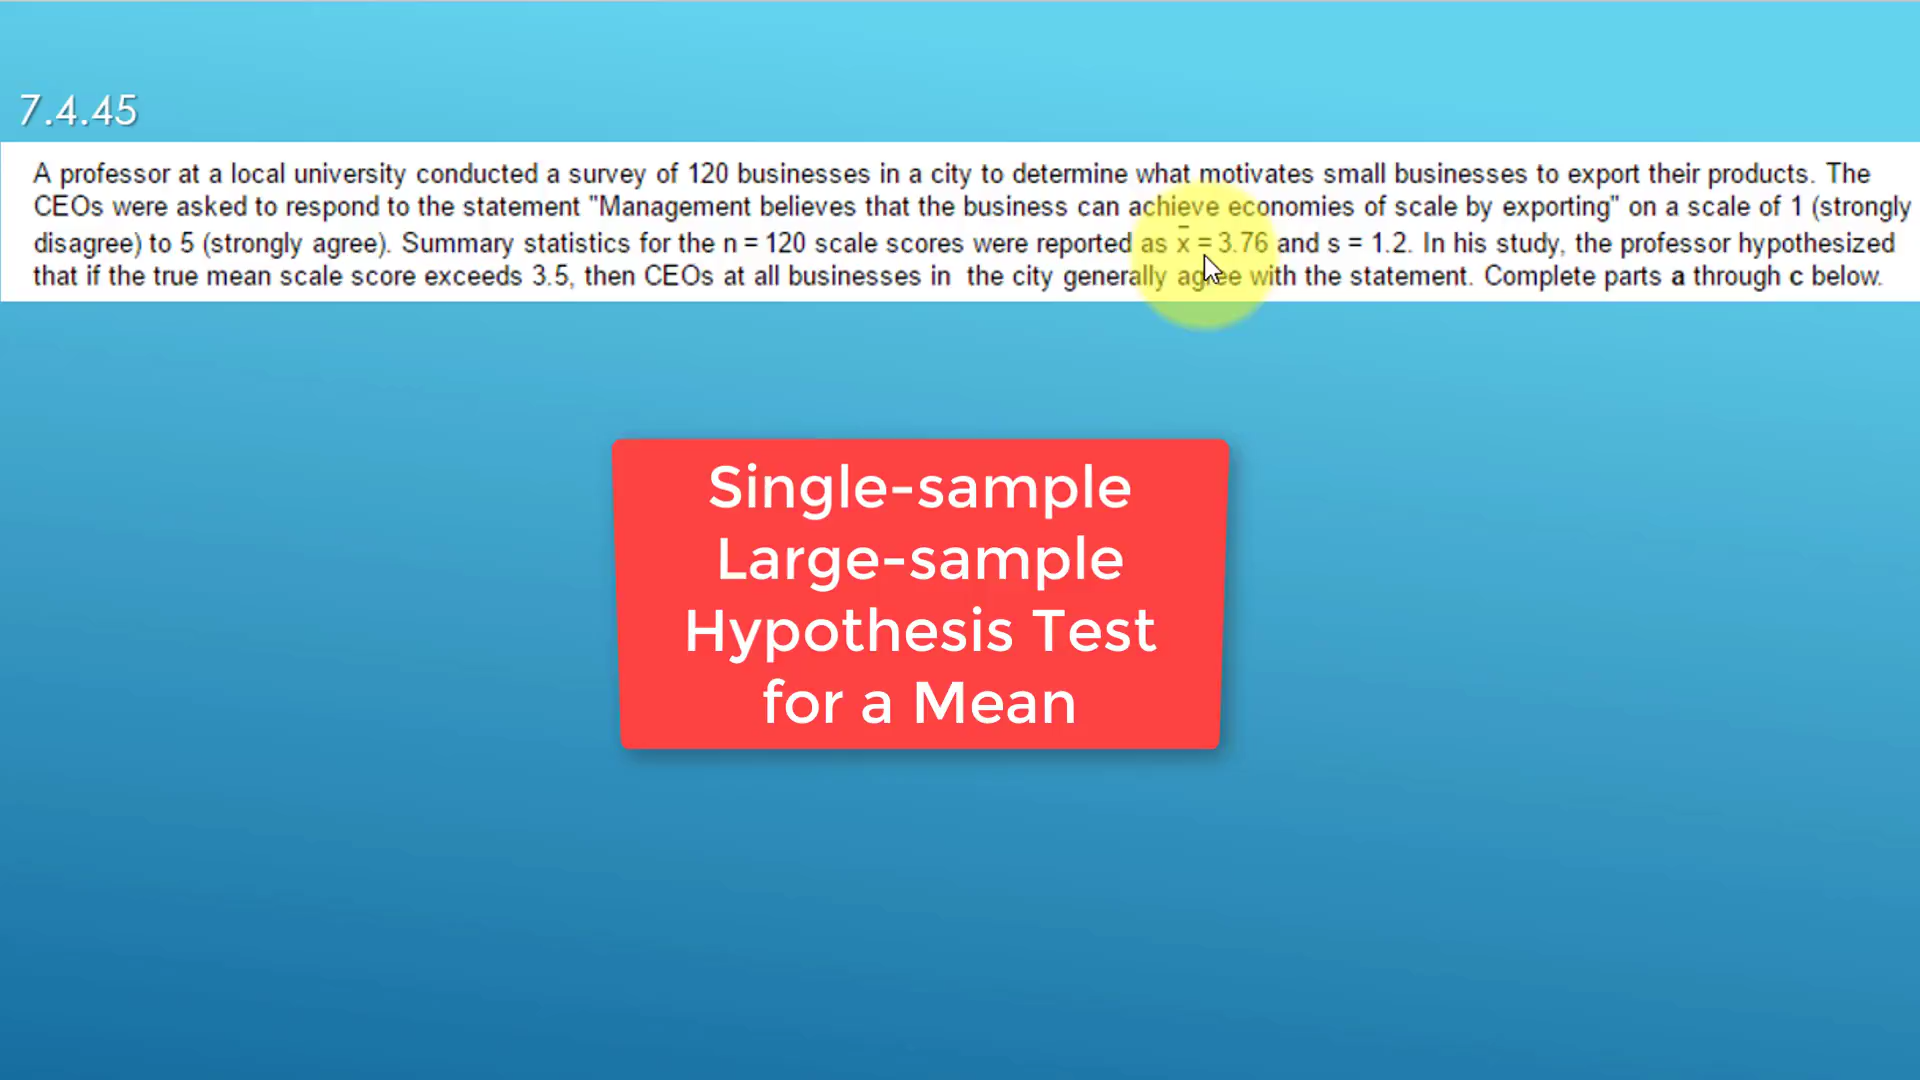 7.4.45
A professor at a local university conducted a survey of 120 businesses in a city to determine what motivates small businesses to export their products. The
CEOs were asked to respond to the statement "Management believes that the business can achieve economies of scale by exporting" on a scale of 1 (strongly
disagree) to 5 (strongly agree). Summary statistics for the n = 120 scale scores were reported as x̄ = 3.76 and s = 1.2. In his study, the professor hypothesized
that if the true mean scale score exceeds 3.5, then CEOs at all businesses in the city generally agree with the statement. Complete parts a through c below.
Single-sample
Large-sample
Hypothesis Test
for a Mean